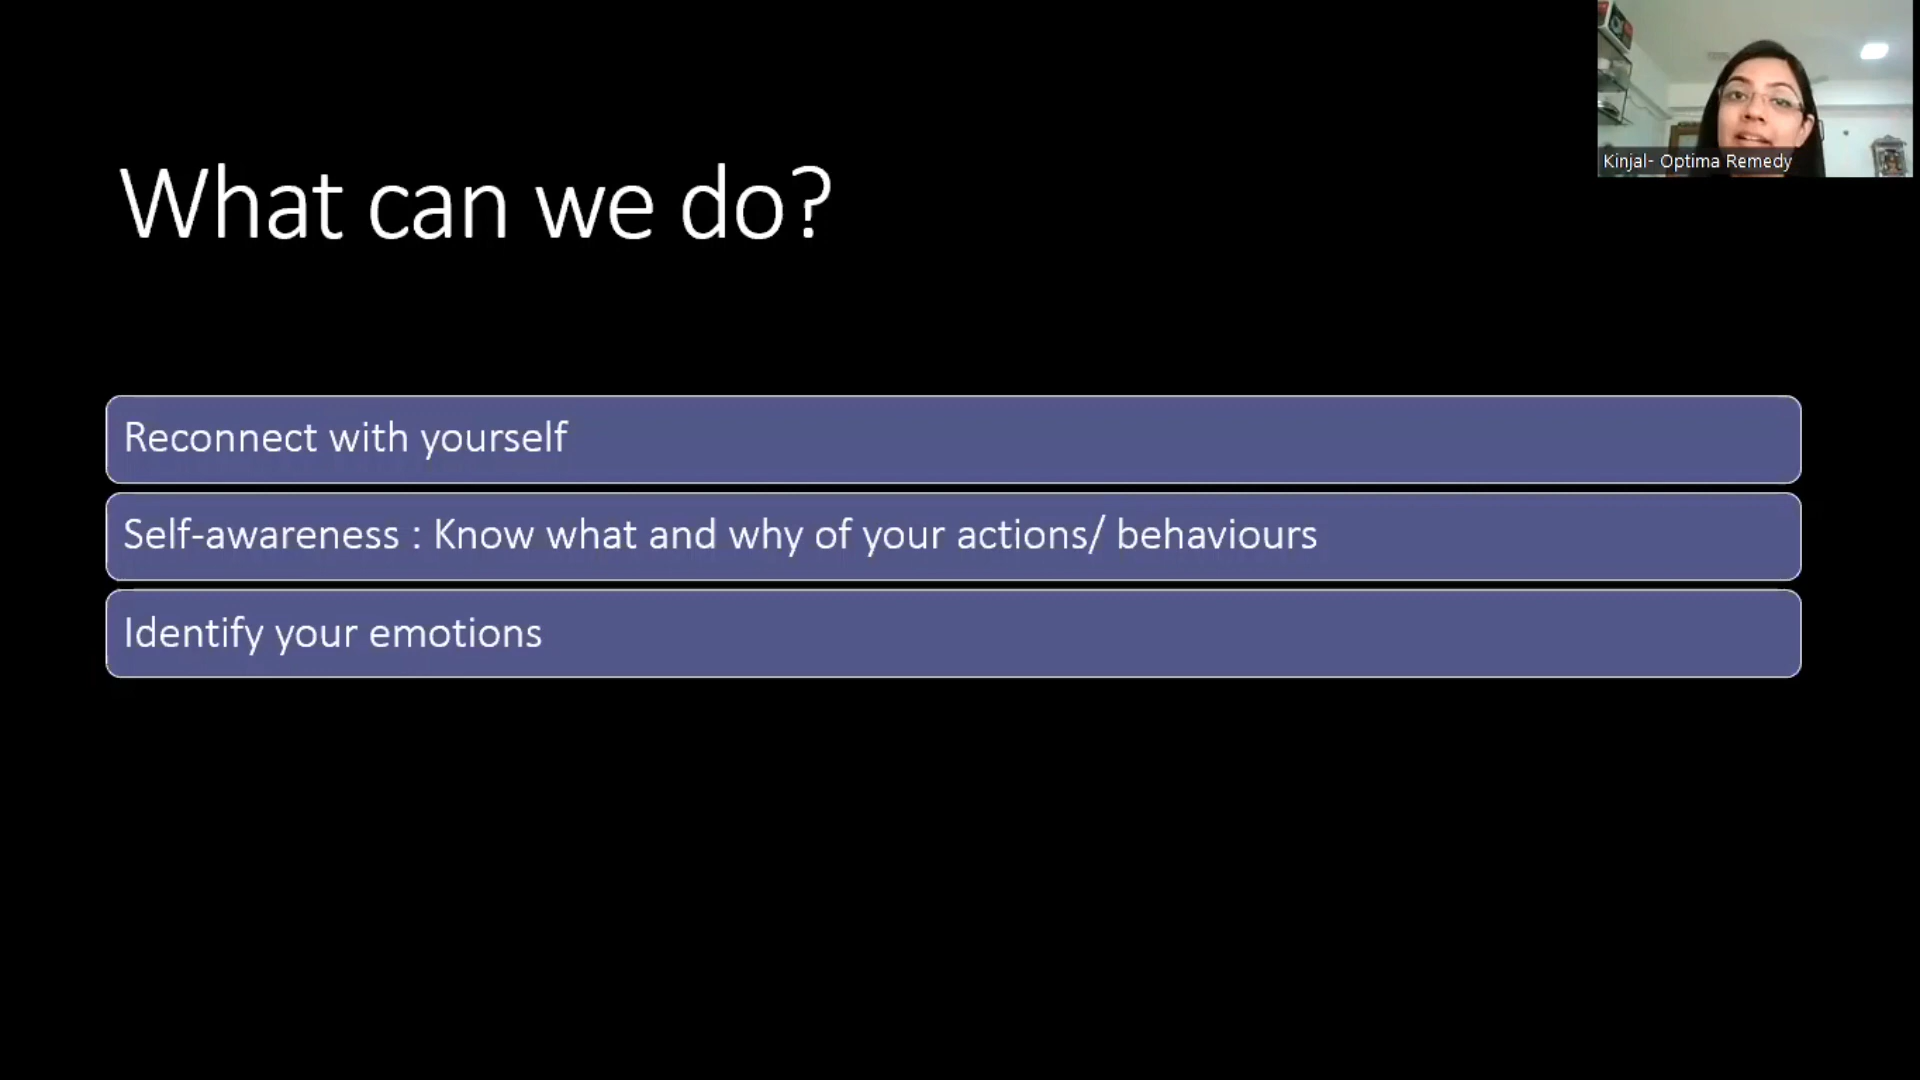 Kinjal- Optima Remedy
What can we do?
Reconnect with yourself
Self-awareness : Know what and why of your actions/ behaviours
Identify your emotions